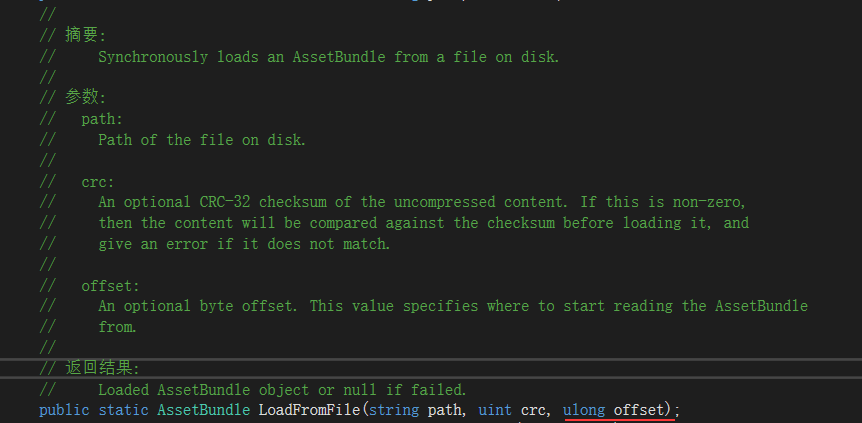 //
// 摘要:
//     Synchronously loads an AssetBundle from a file on disk.
//
// 参数:
//   path:
//     Path of the file on disk.
//
//   crc:
//     An optional CRC-32 checksum of the uncompressed content. If this is non-zero,
//     then the content will be compared against the checksum before loading it, and
//     give an error if it does not match.
//
//   offset:
//     An optional byte offset. This value specifies where to start reading the AssetBundle
//     from.
//
// 返回结果:
//     Loaded AssetBundle object or null if failed.
public static AssetBundle LoadFromFile(string path, uint crc, ulong offset);